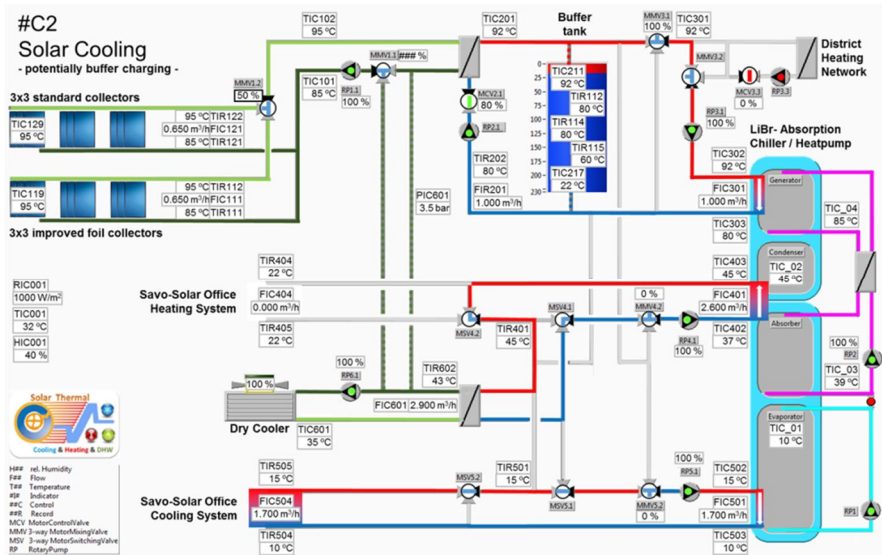 #C2
Solar Cooling
- potentially buffer charging -
TIC102
95 ºC
TIC201
92 ºC
Buffer
tank
MMV3.1
100 %
TIC301
92 ºC
MMV1.1
### %
MMV3.2
District
Heating
Network
TIC101
85 ºC
RP1.1
100 %
MMV1.2
50 %
MCV2.1
80 %
RP2.1
MCV3.3
0 %
RP3.3
RP3.1
100 %
0
25
50
75
100
125
150
175
200
230
TIC211
92 ºC
TIR112
80 ºC
TIR114
80 ºC
TIR115
60 ºC
TIC217
22 ºC
3x3 standard collectors
TIC129
95 ºC
95 ºC TIR122
0.650 m³/h FIC121
85 ºC TIR121
TIC119
95 ºC
95 ºC TIR112
0.650 m³/h FIC111
85 ºC TIR111
3x3 improved foil collectors
PIC601
3.5 bar
TIR202
80 ºC
FIR201
1.000 m³/h
LiBr- Absorption
Chiller / Heatpump
TIC302
92 ºC
FIC301
1.000 m³/h
TIC303
80 ºC
Generator
TIC_04
85 ºC
Condenser
TIC_02
45 ºC
Absorber
RIC001
1000 W/m²
TIC001
32 ºC
HIC001
40 %
TIR404
22 ºC
Savo-Solar Office
Heating System
FIC404
0.000 m³/h
TIR405
22 ºC
MSV4.2
TIR401
45 ºC
MSV4.1
0 %
MMV4.2
RP4.1
100 %
TIC403
45 ºC
FIC401
2.600 m³/h
TIC402
37 ºC
100 %
RP2
TIC_03
39 ºC
100 %
Dry Cooler
100 %
RP6.1
TIR602
43 ºC
FIC601 2.900 m³/h
TIC601
35 ºC
Evaporator
TIC_01
10 ºC
RP1
TIR505
15 ºC
Savo-Solar Office
Cooling System
FIC504
1.700 m³/h
TIR504
10 ºC
MSV5.2
TIR501
15 ºC
MSV5.1
MMV5.2
0 %
100 %
RP5.1
TIC502
15 ºC
FIC501
1.700 m³/h
TIC503
10 ºC
Solar Thermal
Cooling & Heating & DHW
H## rel. Humidity
F## Flow
T## Temperature
#I# Indicator
##C Control
##R Record
MCV MotorControlValve
MMV 3-way MotorMixingValve
MSV 3-way MotorSwitchingValve
RP RotaryPump